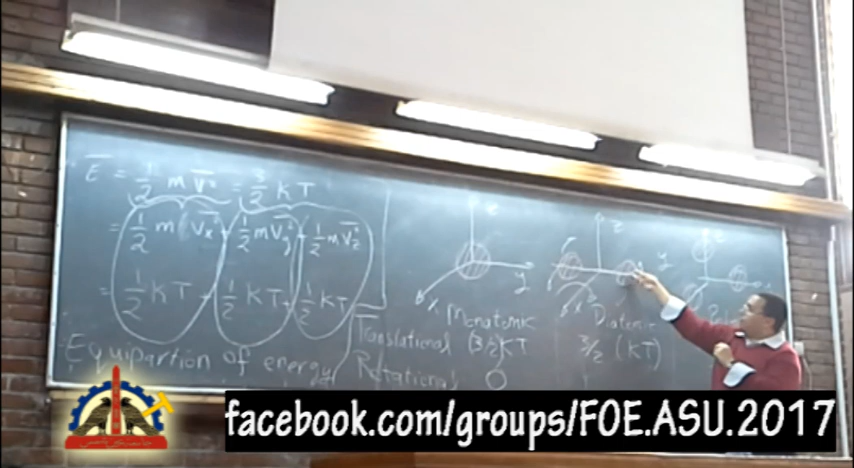 E̅ = 1/2 m V̅² = 3/2 KT
= 1/2 m V̅x² + 1/2 m V̅y² + 1/2 m V̅z²
= 1/2 KT + 1/2 KT + 1/2 KT
Equipartion of energy
z
y
x
Monatomic
z
y
x
Diatomic
z
Translational (3/2) KT 3/2 (KT)
Rotational 0
facebook.com/groups/FOE.ASU.2017